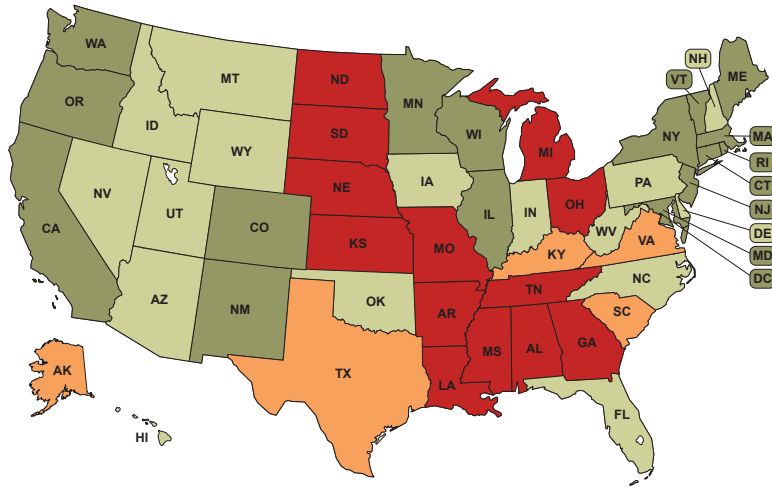 WA
MT
ND
MN
NH
VT
ME
OR
ID
WY
SD
WI
MI
NY
MA
RI
CT
NJ
DE
MD
DC
NV
UT
CO
NE
IA
IL
IN
OH
PA
WV
VA
CA
KS
MO
KY
AZ
NM
OK
AR
TN
NC
SC
AK
TX
LA
MS
AL
GA
FL
HI